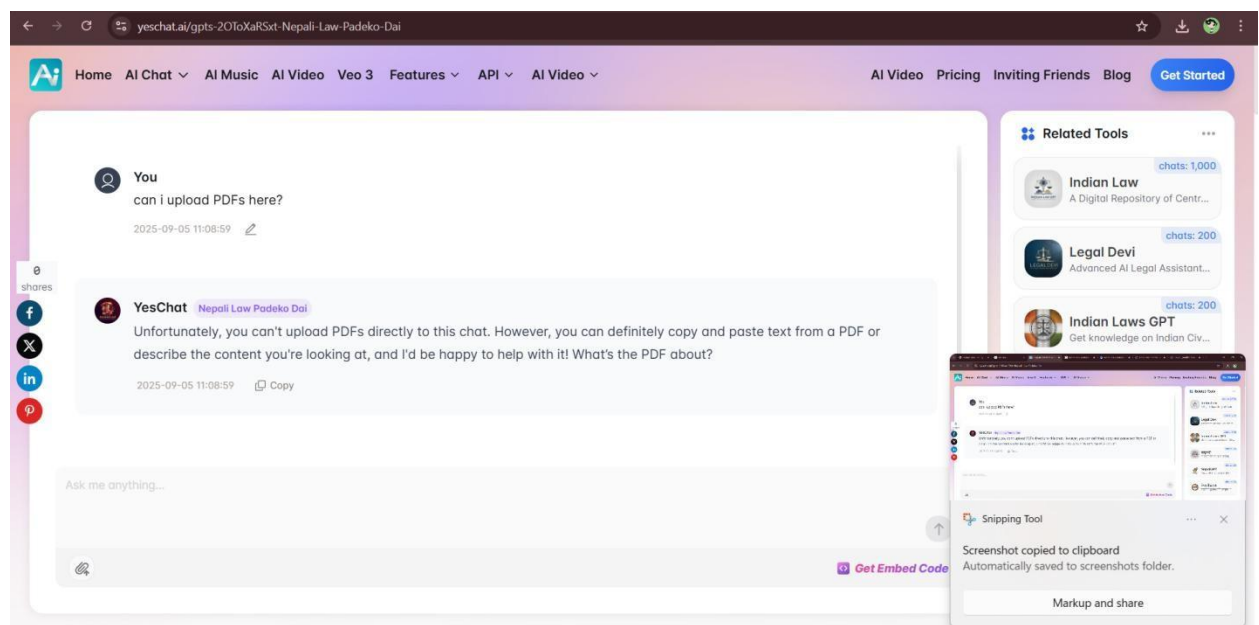 yeschat.ai/gpts-2OToXaRSxt-Nepali-Law-Padeko-Dai
Ai Home AI Chat AI Music AI Video Veo 3 Features API AI Video AI Video Pricing Inviting Friends Blog Get Started
You
can i upload PDFs here?
2025-09-05 11:08:59
0
shares
YesChat Nepali Law Padeko Dai
Unfortunately, you can't upload PDFs directly to this chat. However, you can definitely copy and paste text from a PDF or
describe the content you're looking at, and I'd be happy to help with it! What's the PDF about?
2025-09-05 11:08:59 Copy
Ask me anything...
Get Embed Code
Related Tools
chats: 1,000
Indian Law
A Digital Repository of Centr...
chats: 200
Legal Devi
Advanced AI Legal Assistant...
chats: 200
Indian Laws GPT
Get knowledge on Indian Civ...
Snipping Tool
Screenshot copied to clipboard
Automatically saved to screenshots folder.
Markup and share